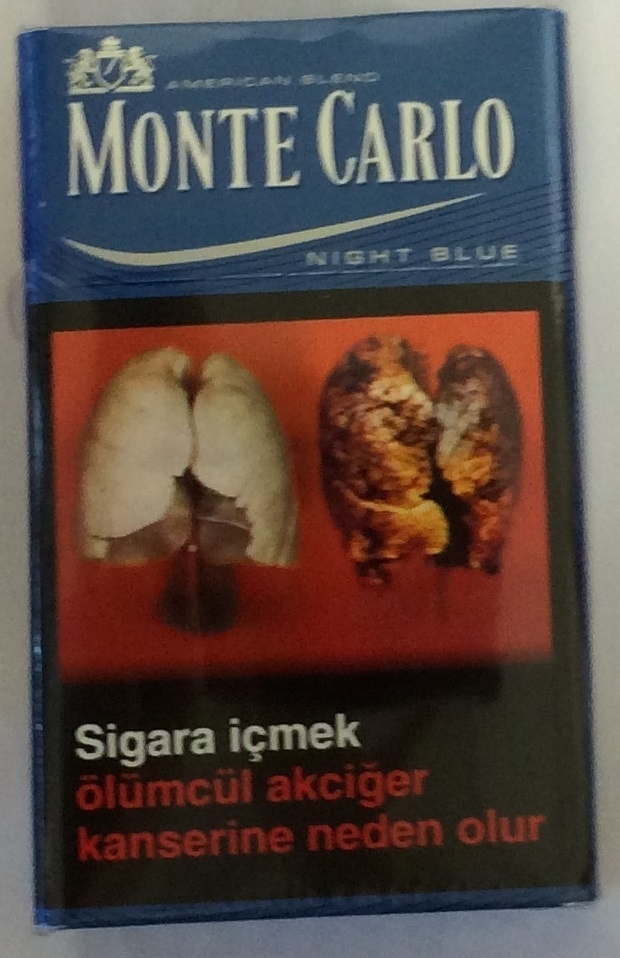 AMERICAN BLEND
MONTE CARLO
NIGHT BLUE
Sigara içmek
ölümcül akciğer
kanserine neden olur